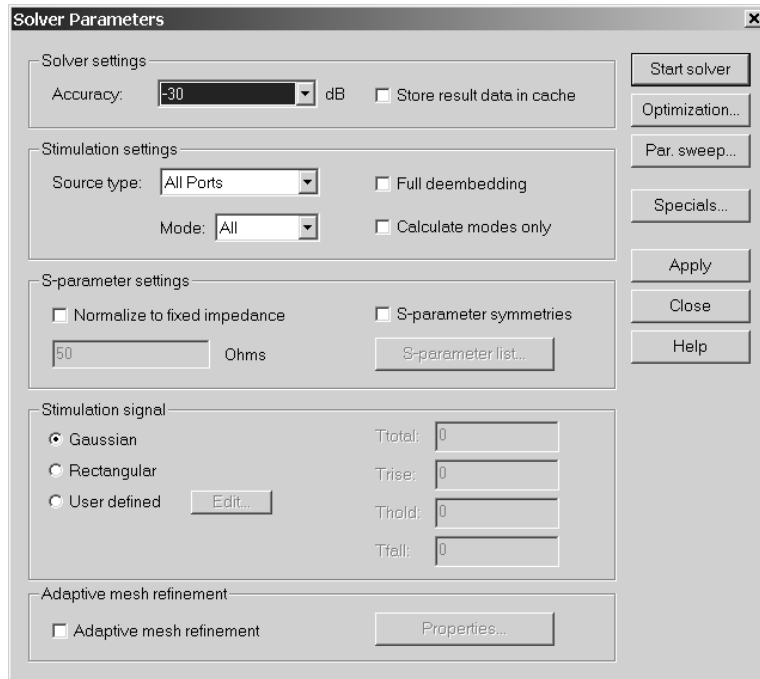 Solver Parameters
Solver settings
Accuracy: -30 dB
Store result data in cache
Stimulation settings
Source type: All Ports
Full deembedding
Mode: All
Calculate modes only
S-parameter settings
Normalize to fixed impedance
S-parameter symmetries
50 Ohms
S-parameter list...
Stimulation signal
Gaussian
Rectangular
User defined
Edit...
Ttotal: 0
Trise: 0
Thold: 0
Tfall: 0
Adaptive mesh refinement
Adaptive mesh refinement
Properties...
Start solver
Optimization...
Par. sweep...
Specials...
Apply
Close
Help